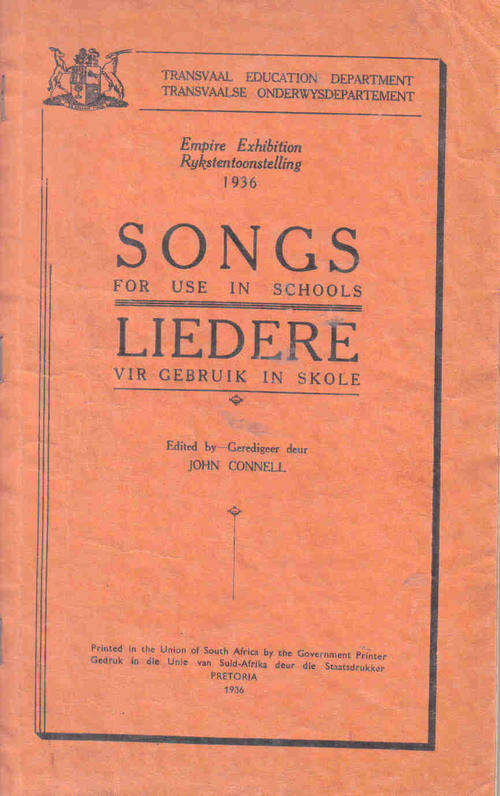 TRANSVAAL EDUCATION DEPARTMENT
TRANSVAALSE ONDERWYSDEPARTEMENT
Empire Exhibition
Rykstentoonstelling
1936
SONGS
FOR USE IN SCHOOLS
LIEDERE
VIR GEBRUIK IN SKOLE
Edited by—Geredigeer deur
JOHN CONNELL
Printed in the Union of South Africa by the Government Printer
Gedruk in die Unie van Suid-Afrika deur die Staatsdrukker
PRETORIA
1936